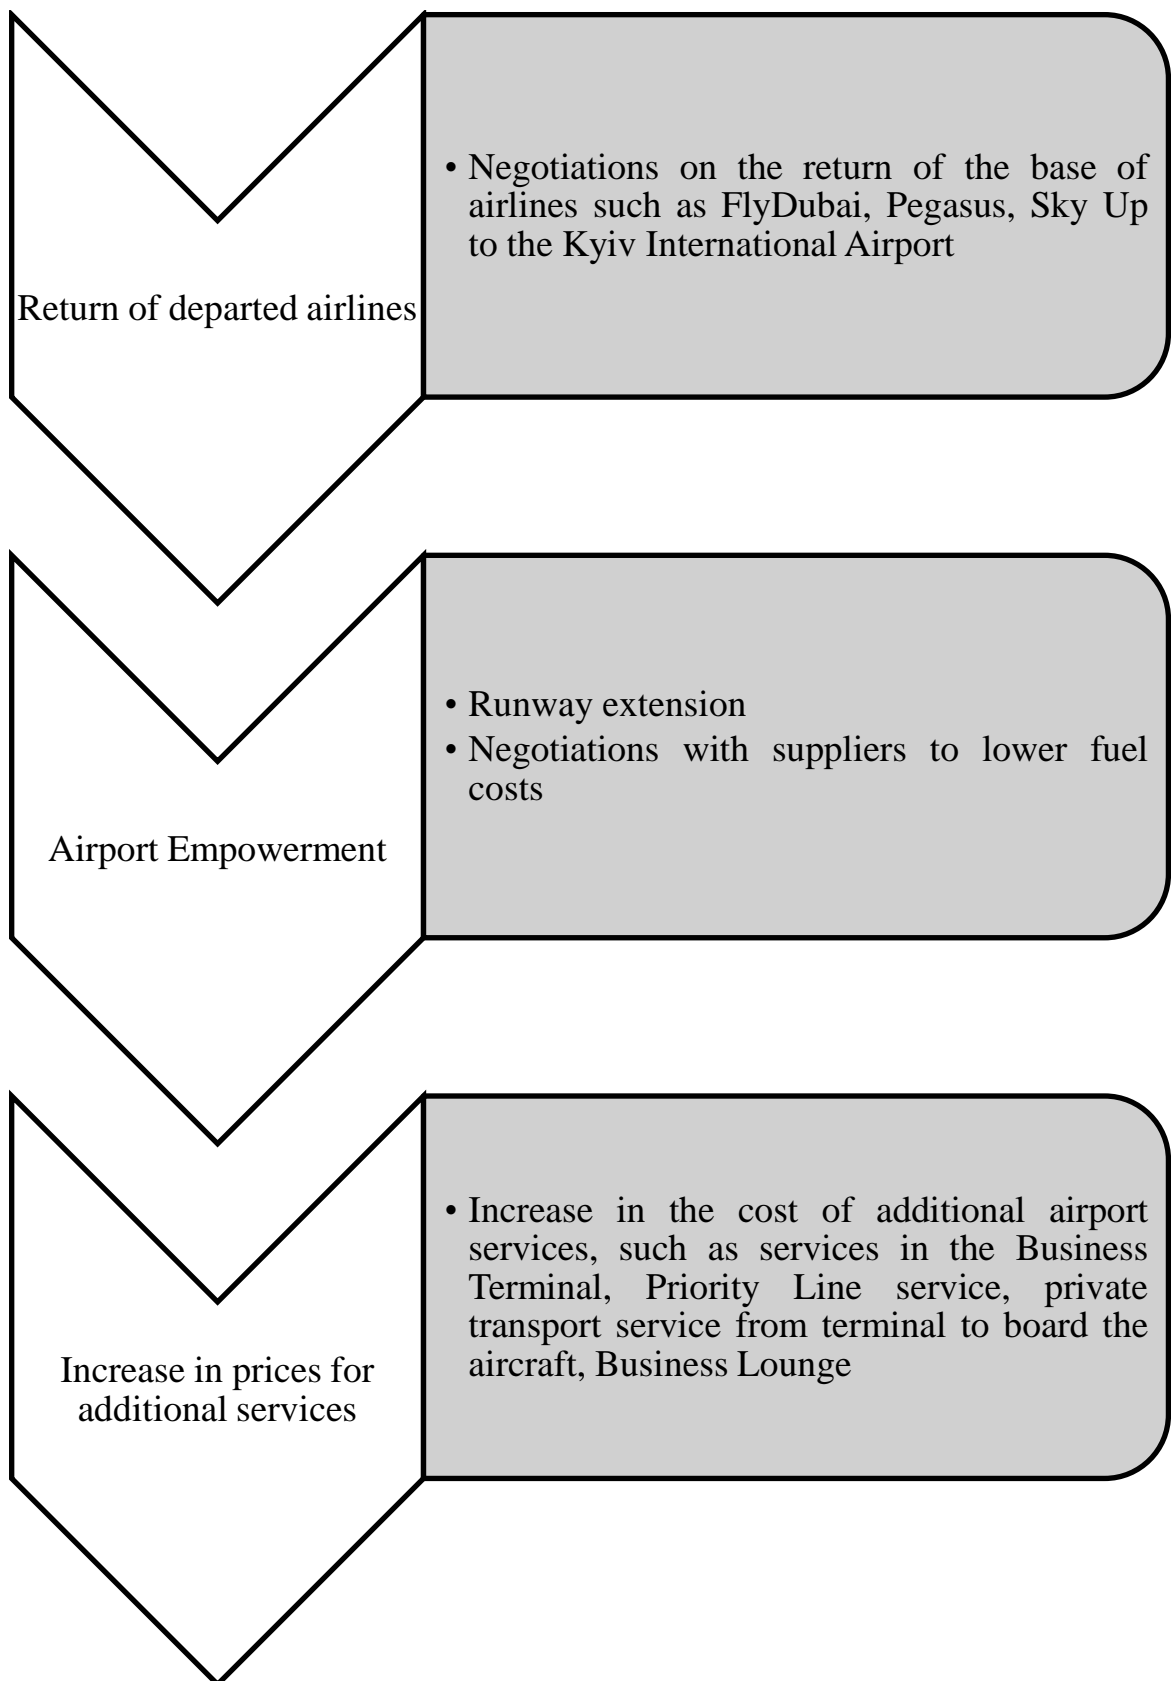 Return of departed airlines
• Negotiations on the return of the base of
airlines such as FlyDubai, Pegasus, Sky Up
to the Kyiv International Airport
Airport Empowerment
• Runway extension
• Negotiations with suppliers to lower fuel
costs
Increase in prices for
additional services
• Increase in the cost of additional airport
services, such as services in the Business
Terminal, Priority Line service, private
transport service from terminal to board the
aircraft, Business Lounge